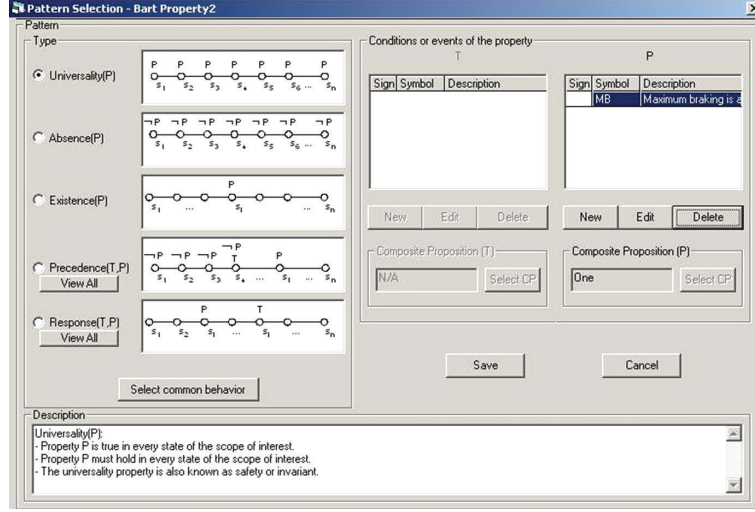 Pattern Selection - Bart Property2
Pattern
Type
Universality(P)
P P P P P P P
s1 s2 s3 s4 s5 s6 ... sn
Absence(P)
¬P ¬P ¬P ¬P ¬P ¬P ¬P
s1 s2 s3 s4 s5 s6 ... sn
Existence(P)
P
s1 ... si ... sn
Precedence(T,P)
View All
¬P
¬P ¬P ¬P T P
s1 s2 s3 s4 ... si ... sn
Response(T,P)
View All
P T
s1 s2 si ... si ... sn
Select common behavior
Conditions or events of the property
T
Sign Symbol Description
New Edit Delete
Composite Proposition (T)
N/A Select CP
P
Sign Symbol Description
MB Maximum braking is a
New Edit Delete
Composite Proposition (P)
One Select CP
Save Cancel
Description
Universality(P):
- Property P is true in every state of the scope of interest.
- Property P must hold in every state of the scope of interest.
- The universality property is also known as safety or invariant.